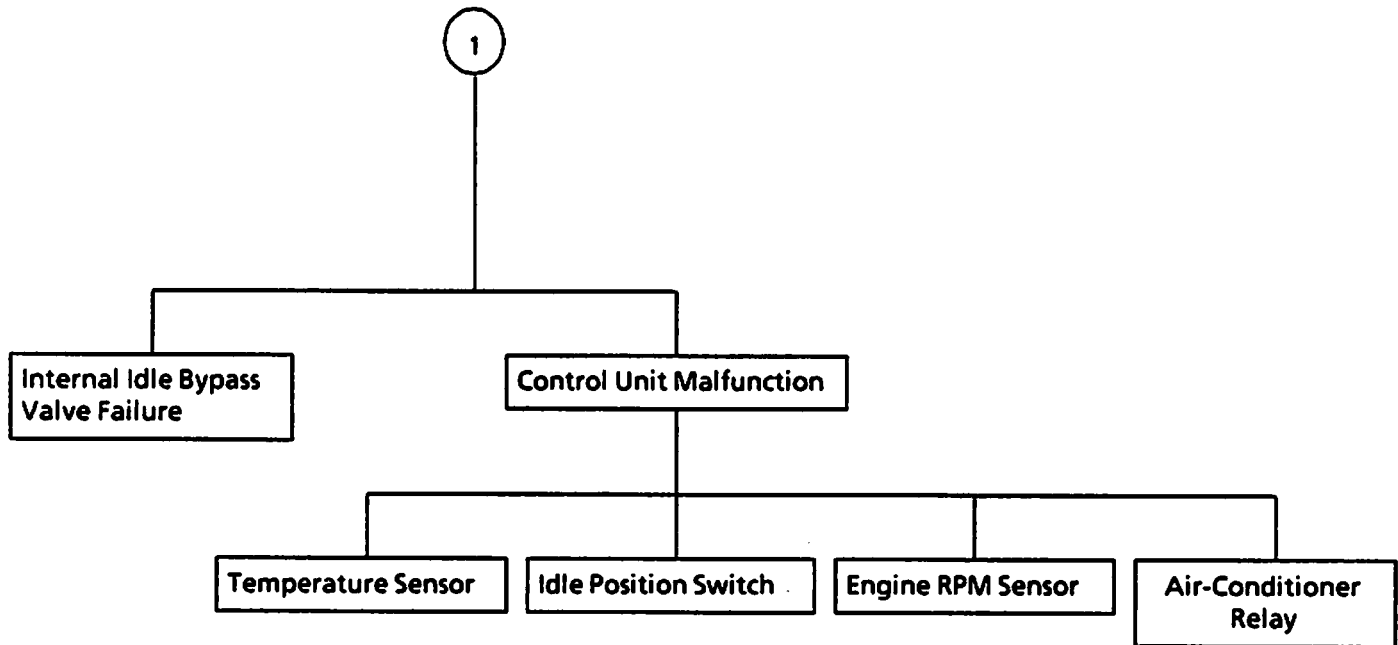 1
Internal Idle Bypass
Valve Failure
Control Unit Malfunction
Temperature Sensor
Idle Position Switch
Engine RPM Sensor
Air-Conditioner
Relay